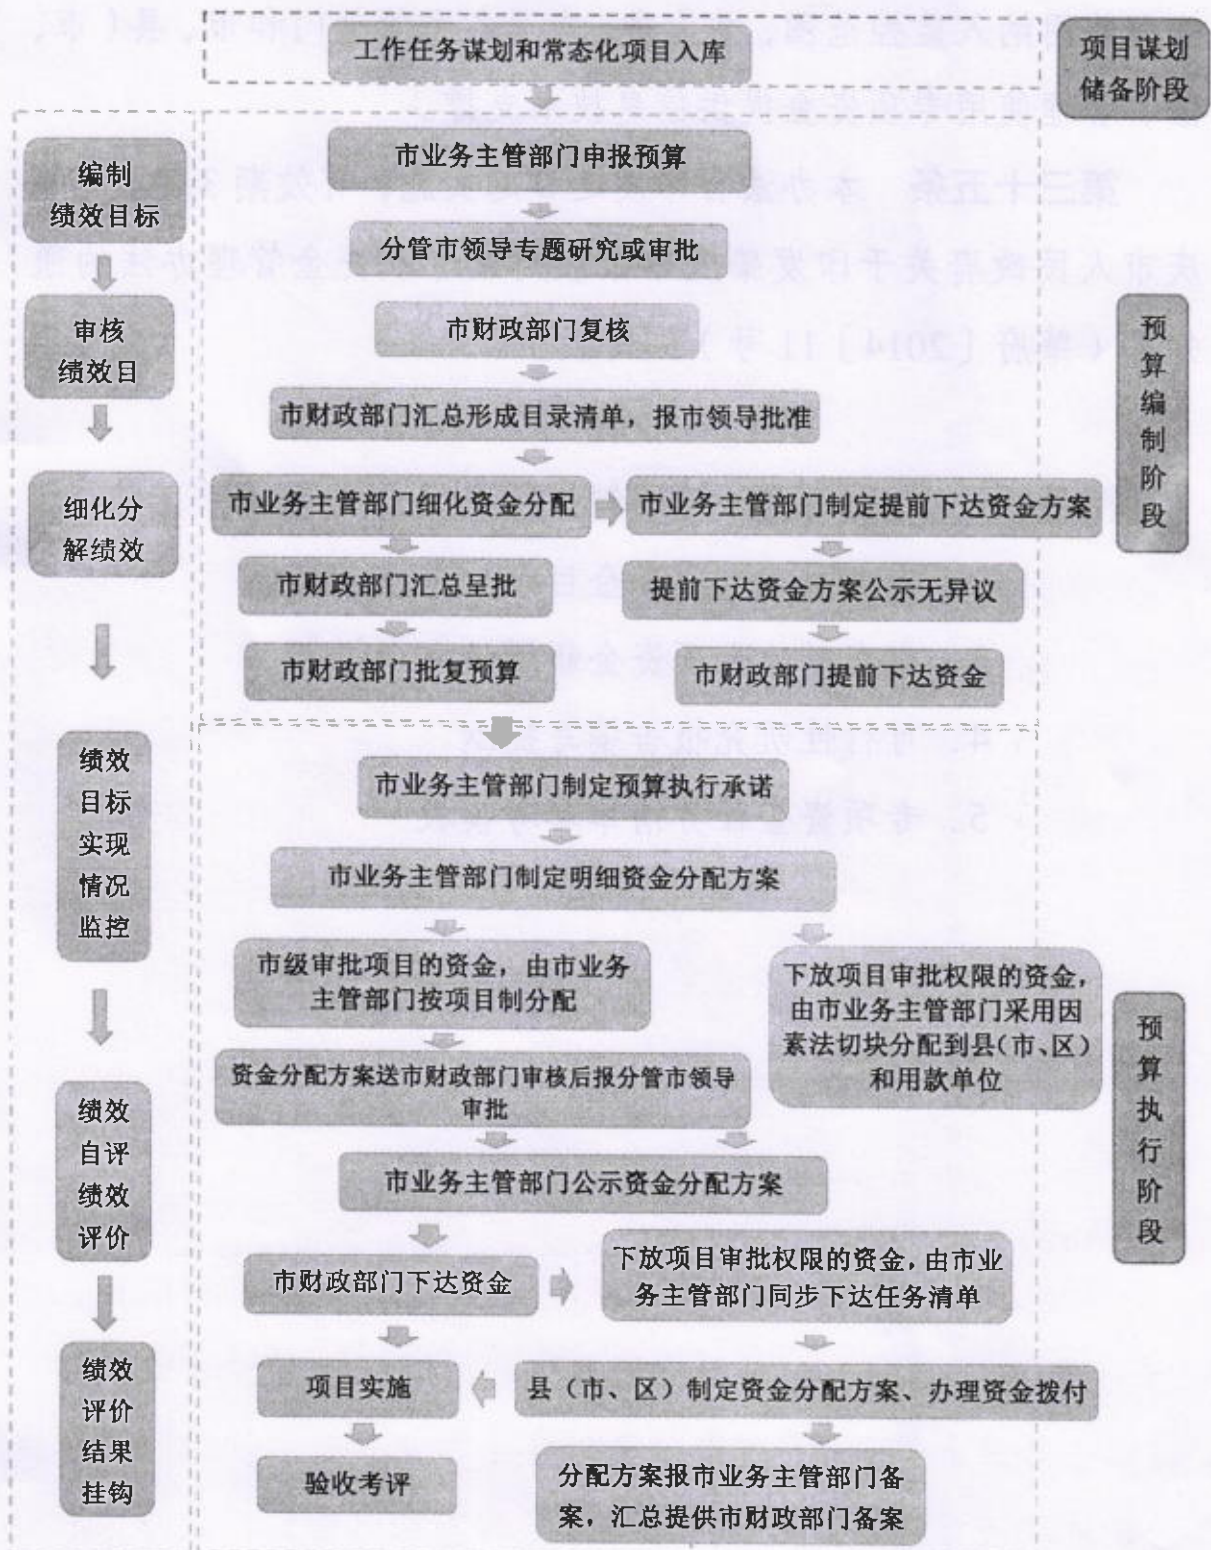 工作任务谋划和常态化项目入库
项目谋划
储备阶段
编制
绩效目标
审核
绩效目
细化分
解绩效
绩效
目标
实现
情况
监控
绩效
自评
绩效
评价
绩效
评价
结果
挂钩
市业务主管部门申报预算
分管市领导专题研究或审批
市财政部门复核
市财政部门汇总形成目录清单，报市领导批准
市业务主管部门细化资金分配
市业务主管部门制定提前下达资金方案
市财政部门汇总呈批
提前下达资金方案公示无异议
市财政部门批复预算
市财政部门提前下达资金
预
算
编
制
阶
段
市业务主管部门制定预算执行承诺
市业务主管部门制定明细资金分配方案
市级审批项目的资金，由市业务
主管部门按项目制分配
下放项目审批权限的资金，
由市业务主管部门采用因
素法切块分配到县（市、区）
和用款单位
资金分配方案送市财政部门审核后报分管市领导
审批
市业务主管部门公示资金分配方案
市财政部门下达资金
下放项目审批权限的资金，由市业
务主管部门同步下达任务清单
项目实施
县（市、区）制定资金分配方案、办理资金拨付
验收考评
分配方案报市业务主管部门备
案，汇总提供市财政部门备案
预
算
执
行
阶
段
第三十五条
〔2014〕11号